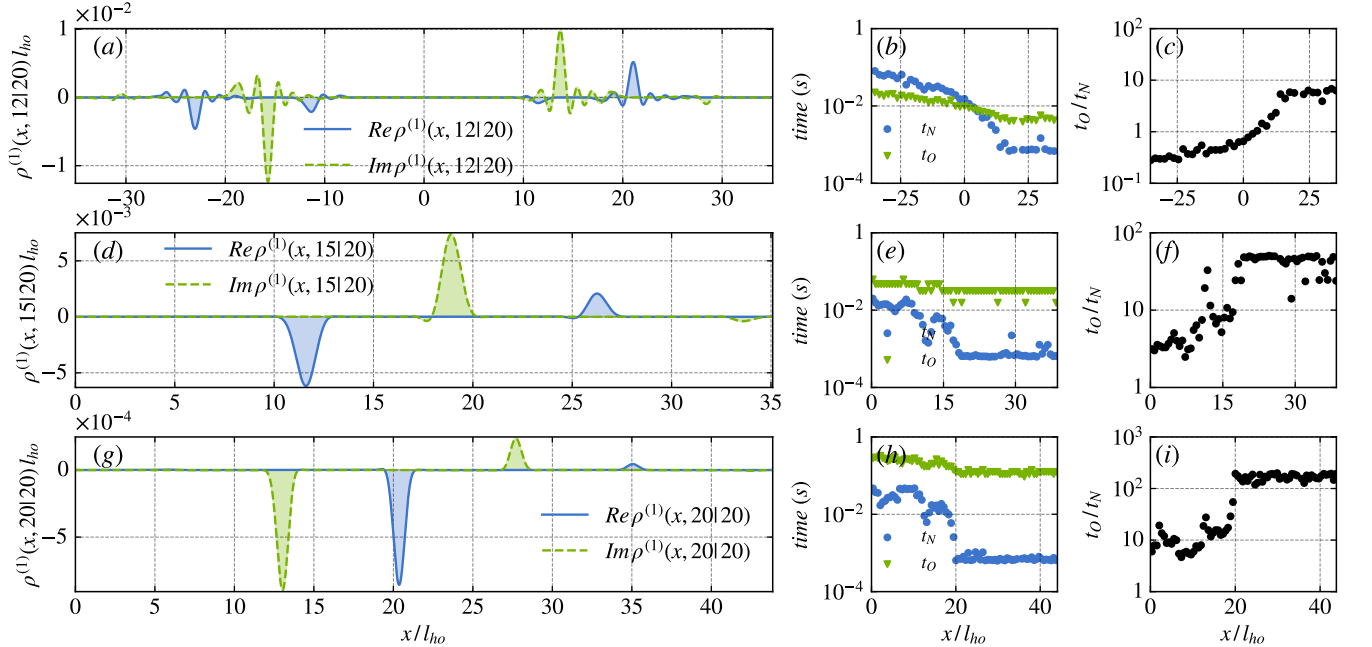 ×10⁻²
(a)
ρ⁽¹⁾(x, 12|20) l_ho
1
0
−1
Re ρ⁽¹⁾(x, 12|20)
Im ρ⁽¹⁾(x, 12|20)
−30 −20 −10 0 10 20 30
(b)
time (s)
1
10⁻²
10⁻⁴
t_N
t_O
−25 0 25
(c)
t_O/t_N
10²
10
1
10⁻¹
−25 0 25
×10⁻³
(d)
ρ⁽¹⁾(x, 15|20) l_ho
5
0
−5
Re ρ⁽¹⁾(x, 15|20)
Im ρ⁽¹⁾(x, 15|20)
0 5 10 15 20 25 30 35
(e)
time (s)
1
10⁻²
10⁻⁴
t_N
t_O
0 15 30
(f)
t_O/t_N
10²
10
1
0 15 30
×10⁻⁴
(g)
ρ⁽¹⁾(x, 20|20) l_ho
0
−5
Re ρ⁽¹⁾(x, 20|20)
Im ρ⁽¹⁾(x, 20|20)
0 5 10 15 20 25 30 35 40
x/l_ho
(h)
time (s)
1
10⁻²
10⁻⁴
t_N
t_O
0 20 40
x/l_ho
(i)
t_O/t_N
10³
10²
10
1
0 20 40
x/l_ho